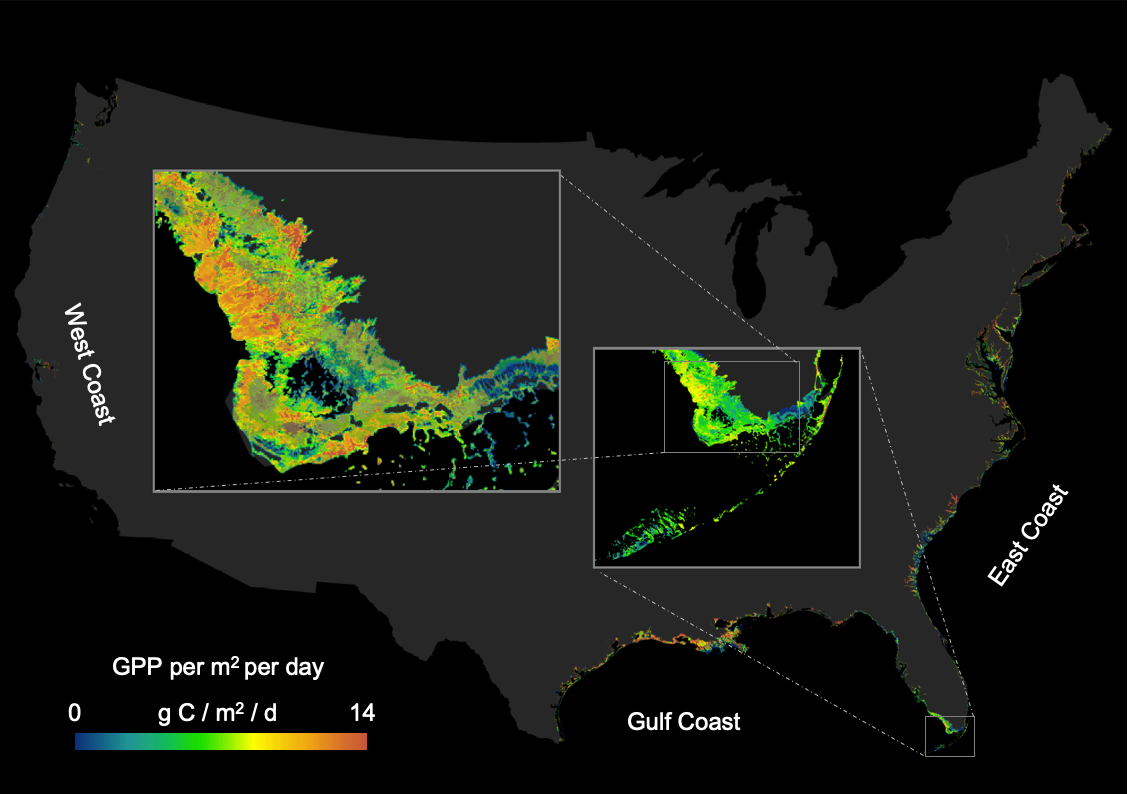 West Coast
East Coast
GPP per m² per day
0 g C / m² / d 14
Gulf Coast